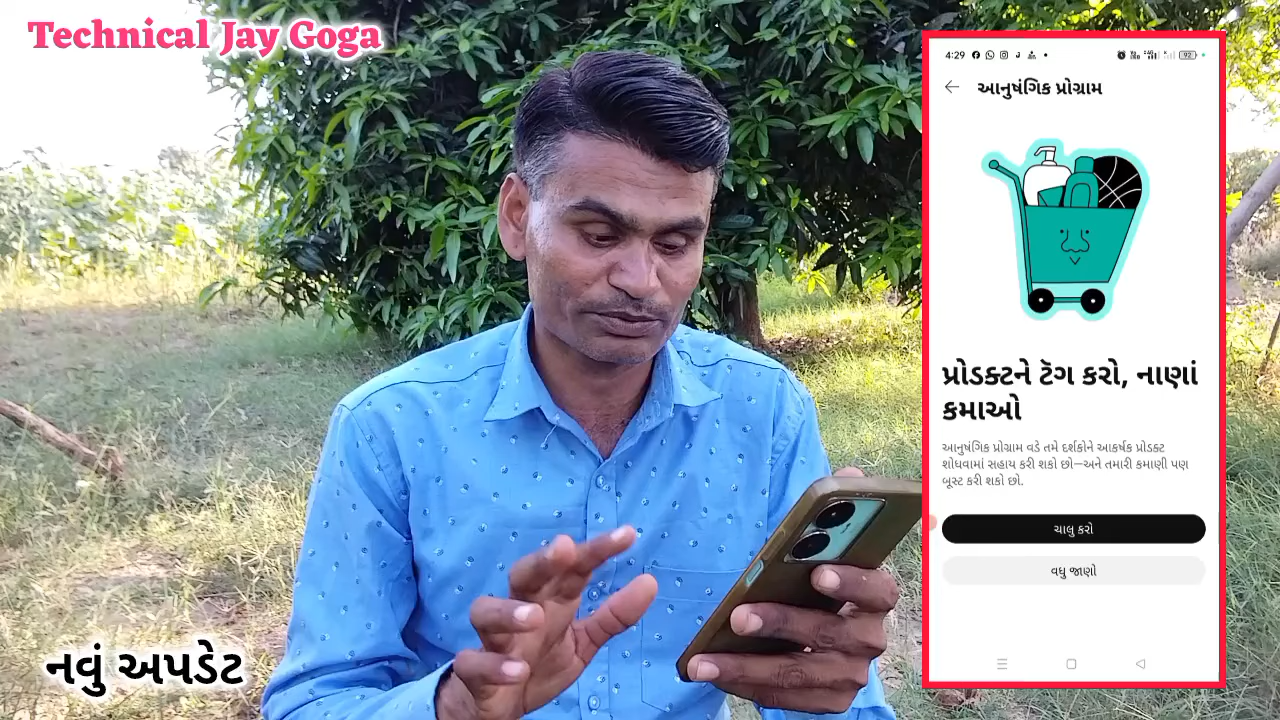 Technical Jay Goga
4:29
92
આનુષંગિક પ્રોગ્રામ
પ્રોડક્ટને ટૅગ કરો, નાણાં
કમાઓ
આનુષંગિક પ્રોગ્રામ વડે તમે દર્શકોને આકર્ષક પ્રોડક્ટ
શોધવામાં સહાય કરી શકો છો—અને તમારી કમાણી પણ
બૂસ્ટ કરી શકો છો.
ચાલુ કરો
વધુ જાણો
નવું અપડેટ